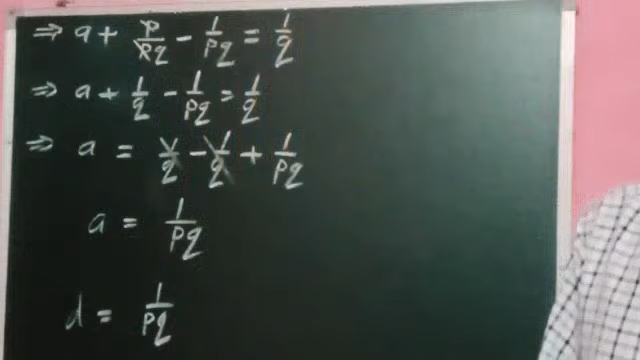 ⇒ a + p/pq - 1/pq = 1/q
⇒ a + 1/q - 1/pq = 1/q
⇒ a = 1/q - 1/q + 1/pq
a = 1/pq
d = 1/pq